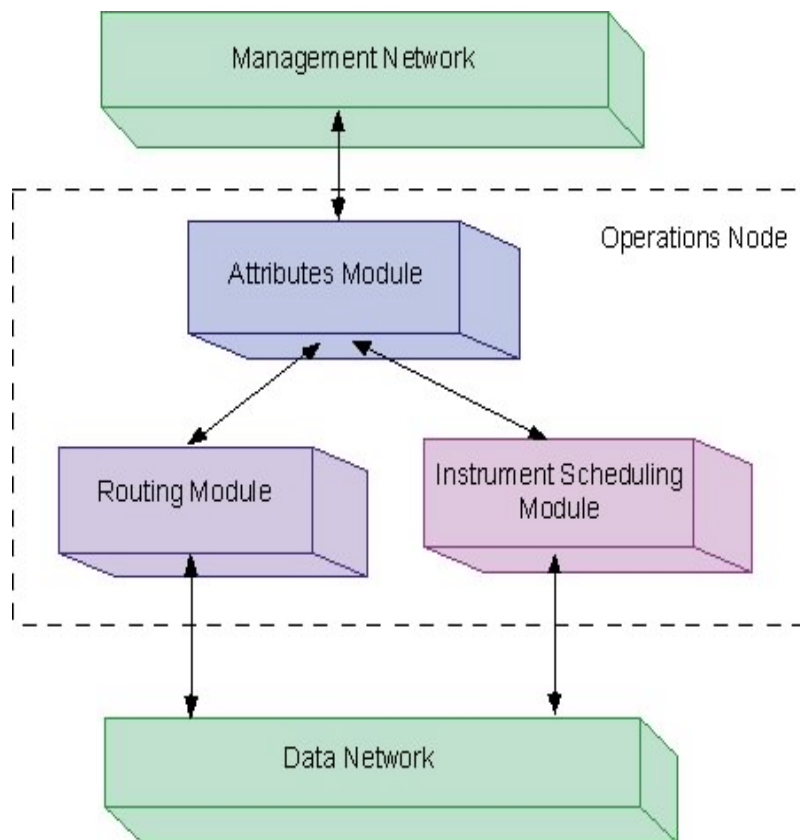 Management Network
Operations Node
Attributes Module
Routing Module
Instrument Scheduling
Module
Data Network